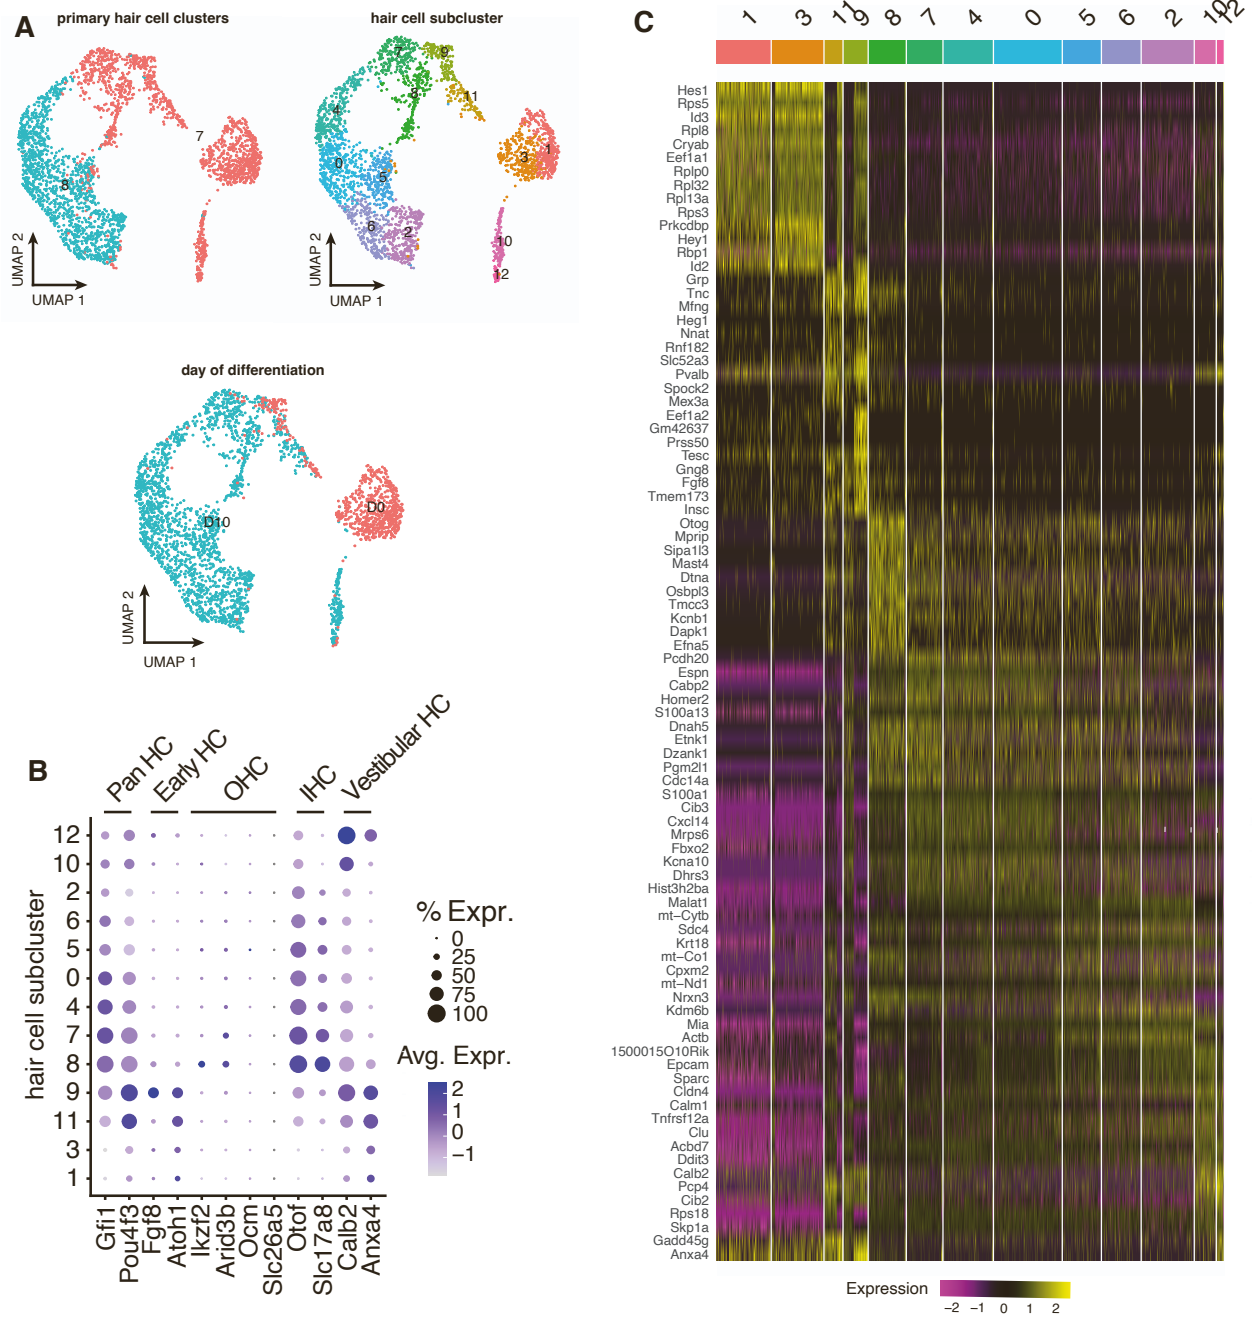 A
primary hair cell clusters
hair cell subcluster
7
8
UMAP 2
UMAP 1
7
9
8
11
4
0
5
3
1
6
2
10
12
UMAP 2
UMAP 1
day of differentiation
D10
D0
UMAP 2
UMAP 1
B
Pan HC
Early HC
OHC
IHC
Vestibular HC
hair cell subcluster
12
10
2
6
5
0
4
7
8
9
11
3
1
Gfi1
Pou4f3
Fgf8
Atoh1
Ikzf2
Arid3b
Ocm
Slc26a5
Otof
Slc17a8
Calb2
Anxa4
% Expr.
0
25
50
75
100
Avg. Expr.
2
1
0
−1
C
1 3 11 9 8 7 4 0 5 6 2 10 12
Hes1
Rps5
Id3
Rpl8
Cryab
Eef1a1
Rplp0
Rpl32
Rpl13a
Rps3
Prkcdbp
Hey1
Rbp1
Id2
Grp
Tnc
Mfng
Heg1
Nnat
Rnf182
Slc52a3
Pvalb
Spock2
Mex3a
Eef1a2
Gm42637
Prss50
Tesc
Gng8
Fgf8
Tmem173
Insc
Otog
Mprip
Sipa1l3
Mast4
Dtna
Osbpl3
Tmcc3
Kcnb1
Dapk1
Efna5
Pcdh20
Espn
Cabp2
Homer2
S100a13
Dnah5
Etnk1
Dzank1
Pgm2l1
Cdc14a
S100a1
Cib3
Cxcl14
Mrps6
Fbxo2
Kcna10
Dhrs3
Hist3h2ba
Malat1
mt−Cytb
Sdc4
Krt18
mt−Co1
Cpxm2
mt−Nd1
Nrxn3
Kdm6b
Mia
Actb
1500015O10Rik
Epcam
Sparc
Cldn4
Calm1
Tnfrsf12a
Clu
Acbd7
Ddit3
Calb2
Pcp4
Cib2
Rps18
Skp1a
Gadd45g
Anxa4
Expression
−2 −1 0 1 2